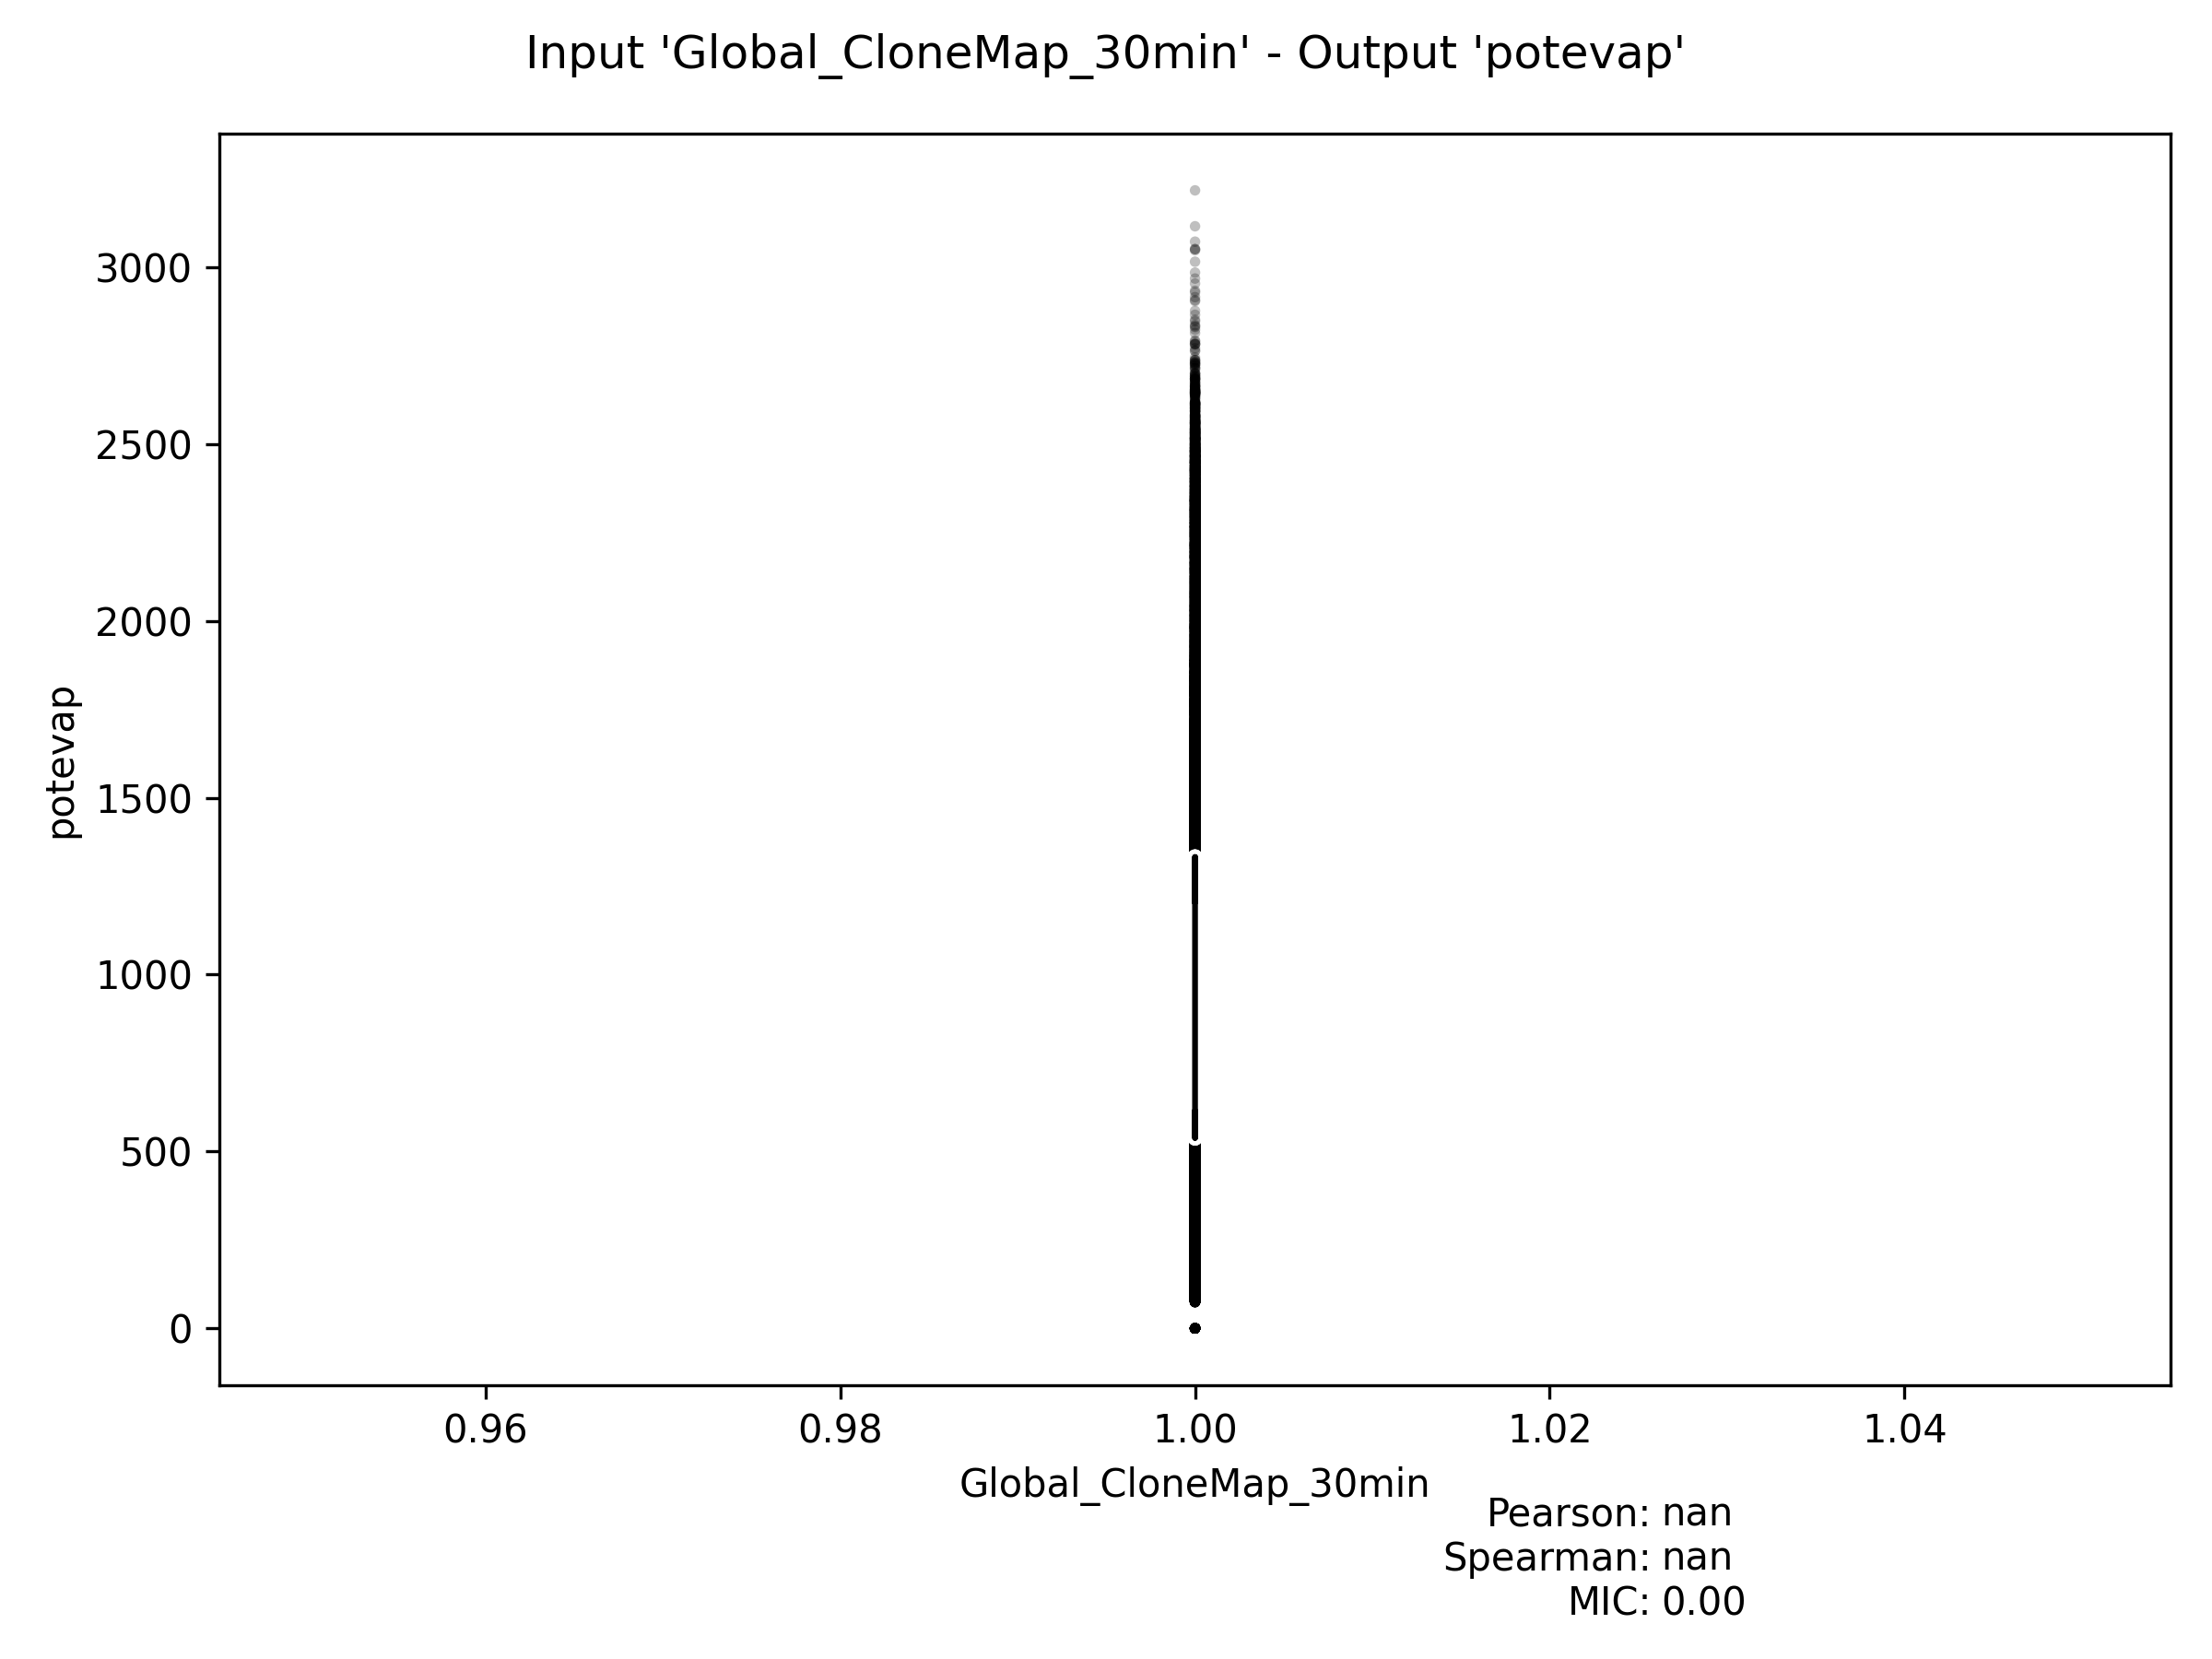 Input 'Global_CloneMap_30min' - Output 'potevap'
3000
2500
2000
1500
1000
500
0
potevap
0.96 0.98 1.00 1.02 1.04
Global_CloneMap_30min
Pearson: nan
Spearman: nan
MIC: 0.00